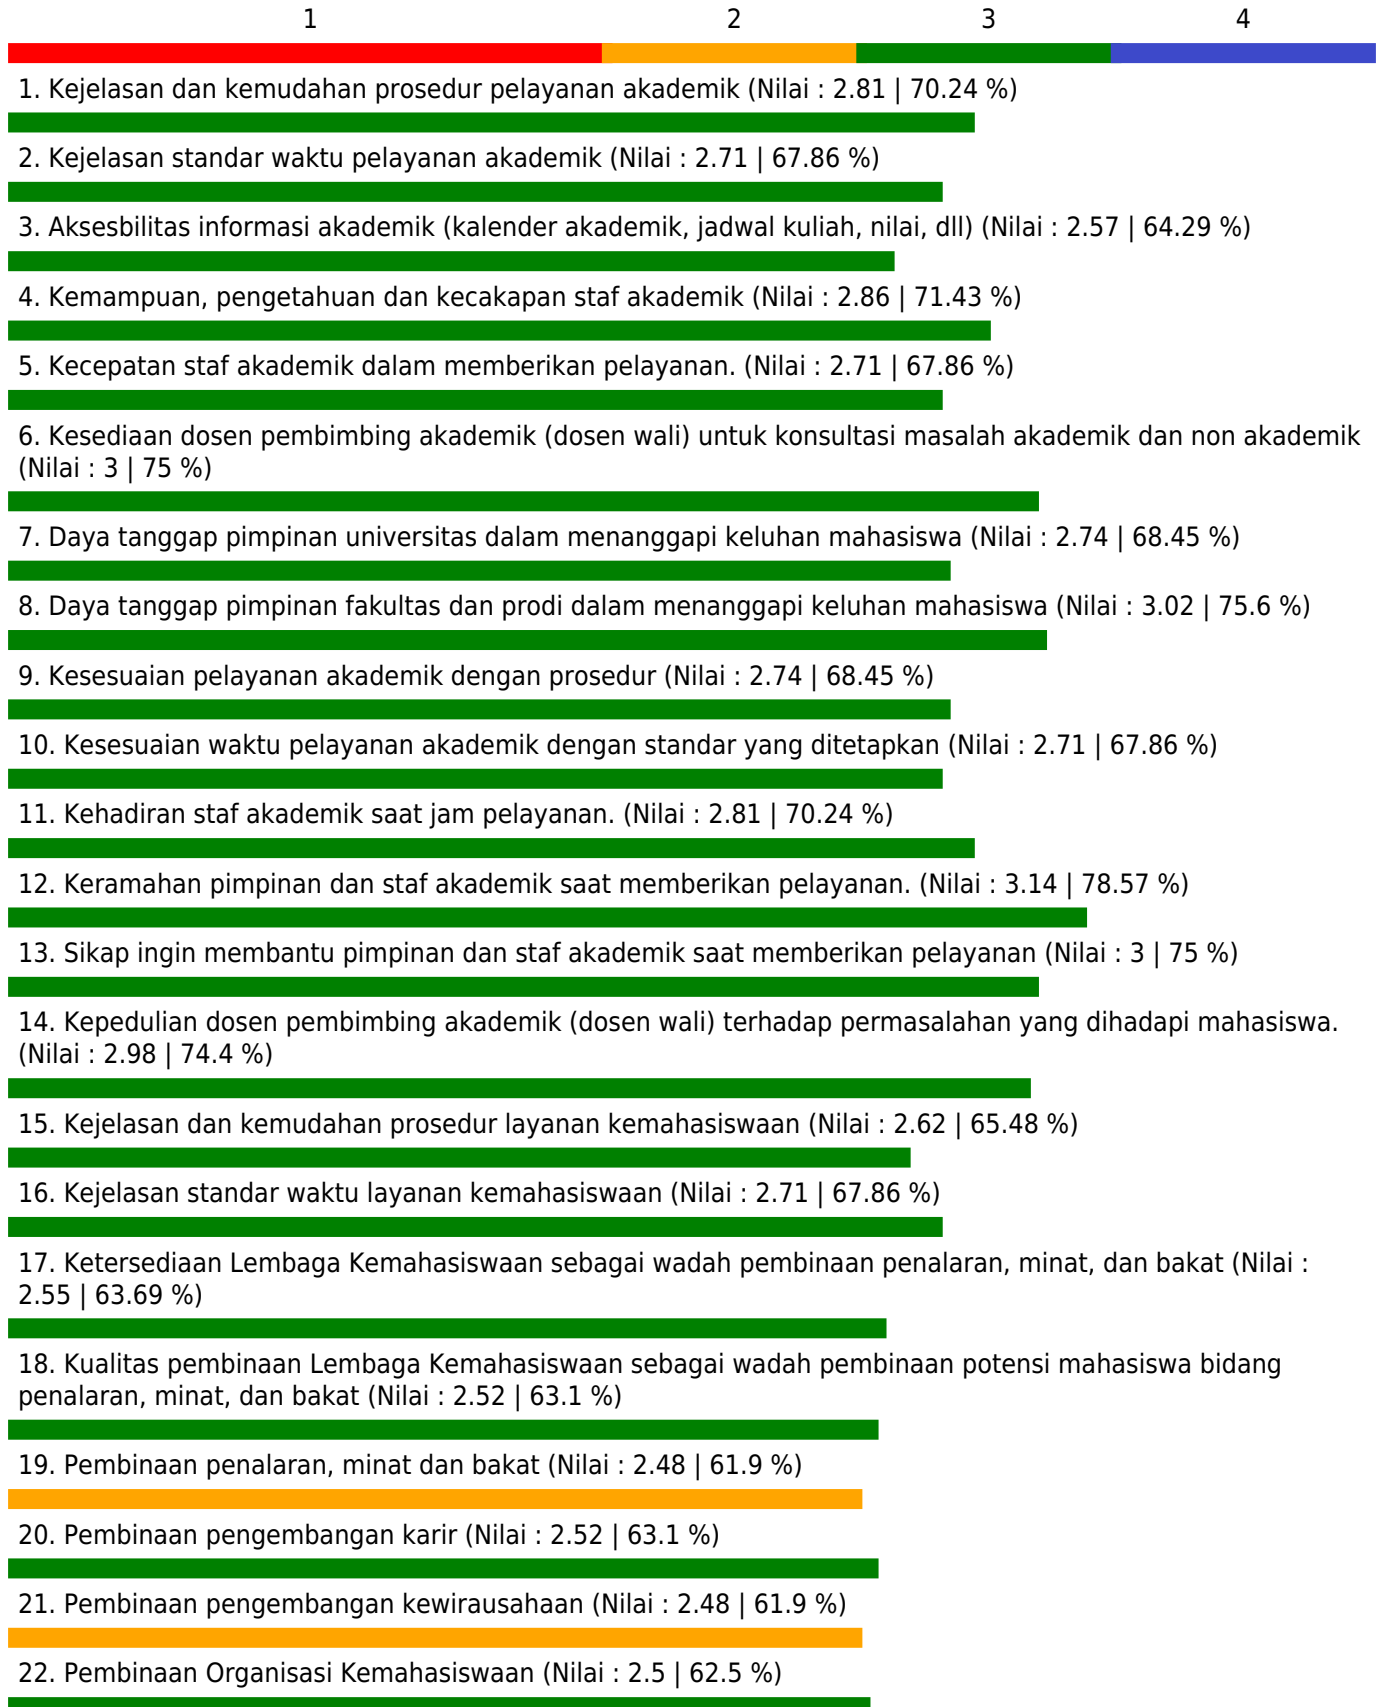 1 2 3 4
1. Kejelasan dan kemudahan prosedur pelayanan akademik (Nilai : 2.81 | 70.24 %)
2. Kejelasan standar waktu pelayanan akademik (Nilai : 2.71 | 67.86 %)
3. Aksesbilitas informasi akademik (kalender akademik, jadwal kuliah, nilai, dll) (Nilai : 2.57 | 64.29 %)
4. Kemampuan, pengetahuan dan kecakapan staf akademik (Nilai : 2.86 | 71.43 %)
5. Kecepatan staf akademik dalam memberikan pelayanan. (Nilai : 2.71 | 67.86 %)
6. Kesediaan dosen pembimbing akademik (dosen wali) untuk konsultasi masalah akademik dan non akademik
(Nilai : 3 | 75 %)
7. Daya tanggap pimpinan universitas dalam menanggapi keluhan mahasiswa (Nilai : 2.74 | 68.45 %)
8. Daya tanggap pimpinan fakultas dan prodi dalam menanggapi keluhan mahasiswa (Nilai : 3.02 | 75.6 %)
9. Kesesuaian pelayanan akademik dengan prosedur (Nilai : 2.74 | 68.45 %)
10. Kesesuaian waktu pelayanan akademik dengan standar yang ditetapkan (Nilai : 2.71 | 67.86 %)
11. Kehadiran staf akademik saat jam pelayanan. (Nilai : 2.81 | 70.24 %)
12. Keramahan pimpinan dan staf akademik saat memberikan pelayanan. (Nilai : 3.14 | 78.57 %)
13. Sikap ingin membantu pimpinan dan staf akademik saat memberikan pelayanan (Nilai : 3 | 75 %)
14. Kepedulian dosen pembimbing akademik (dosen wali) terhadap permasalahan yang dihadapi mahasiswa.
(Nilai : 2.98 | 74.4 %)
15. Kejelasan dan kemudahan prosedur layanan kemahasiswaan (Nilai : 2.62 | 65.48 %)
16. Kejelasan standar waktu layanan kemahasiswaan (Nilai : 2.71 | 67.86 %)
17. Ketersediaan Lembaga Kemahasiswaan sebagai wadah pembinaan penalaran, minat, dan bakat (Nilai :
2.55 | 63.69 %)
18. Kualitas pembinaan Lembaga Kemahasiswaan sebagai wadah pembinaan potensi mahasiswa bidang
penalaran, minat, dan bakat (Nilai : 2.52 | 63.1 %)
19. Pembinaan penalaran, minat dan bakat (Nilai : 2.48 | 61.9 %)
20. Pembinaan pengembangan karir (Nilai : 2.52 | 63.1 %)
21. Pembinaan pengembangan kewirausahaan (Nilai : 2.48 | 61.9 %)
22. Pembinaan Organisasi Kemahasiswaan (Nilai : 2.5 | 62.5 %)